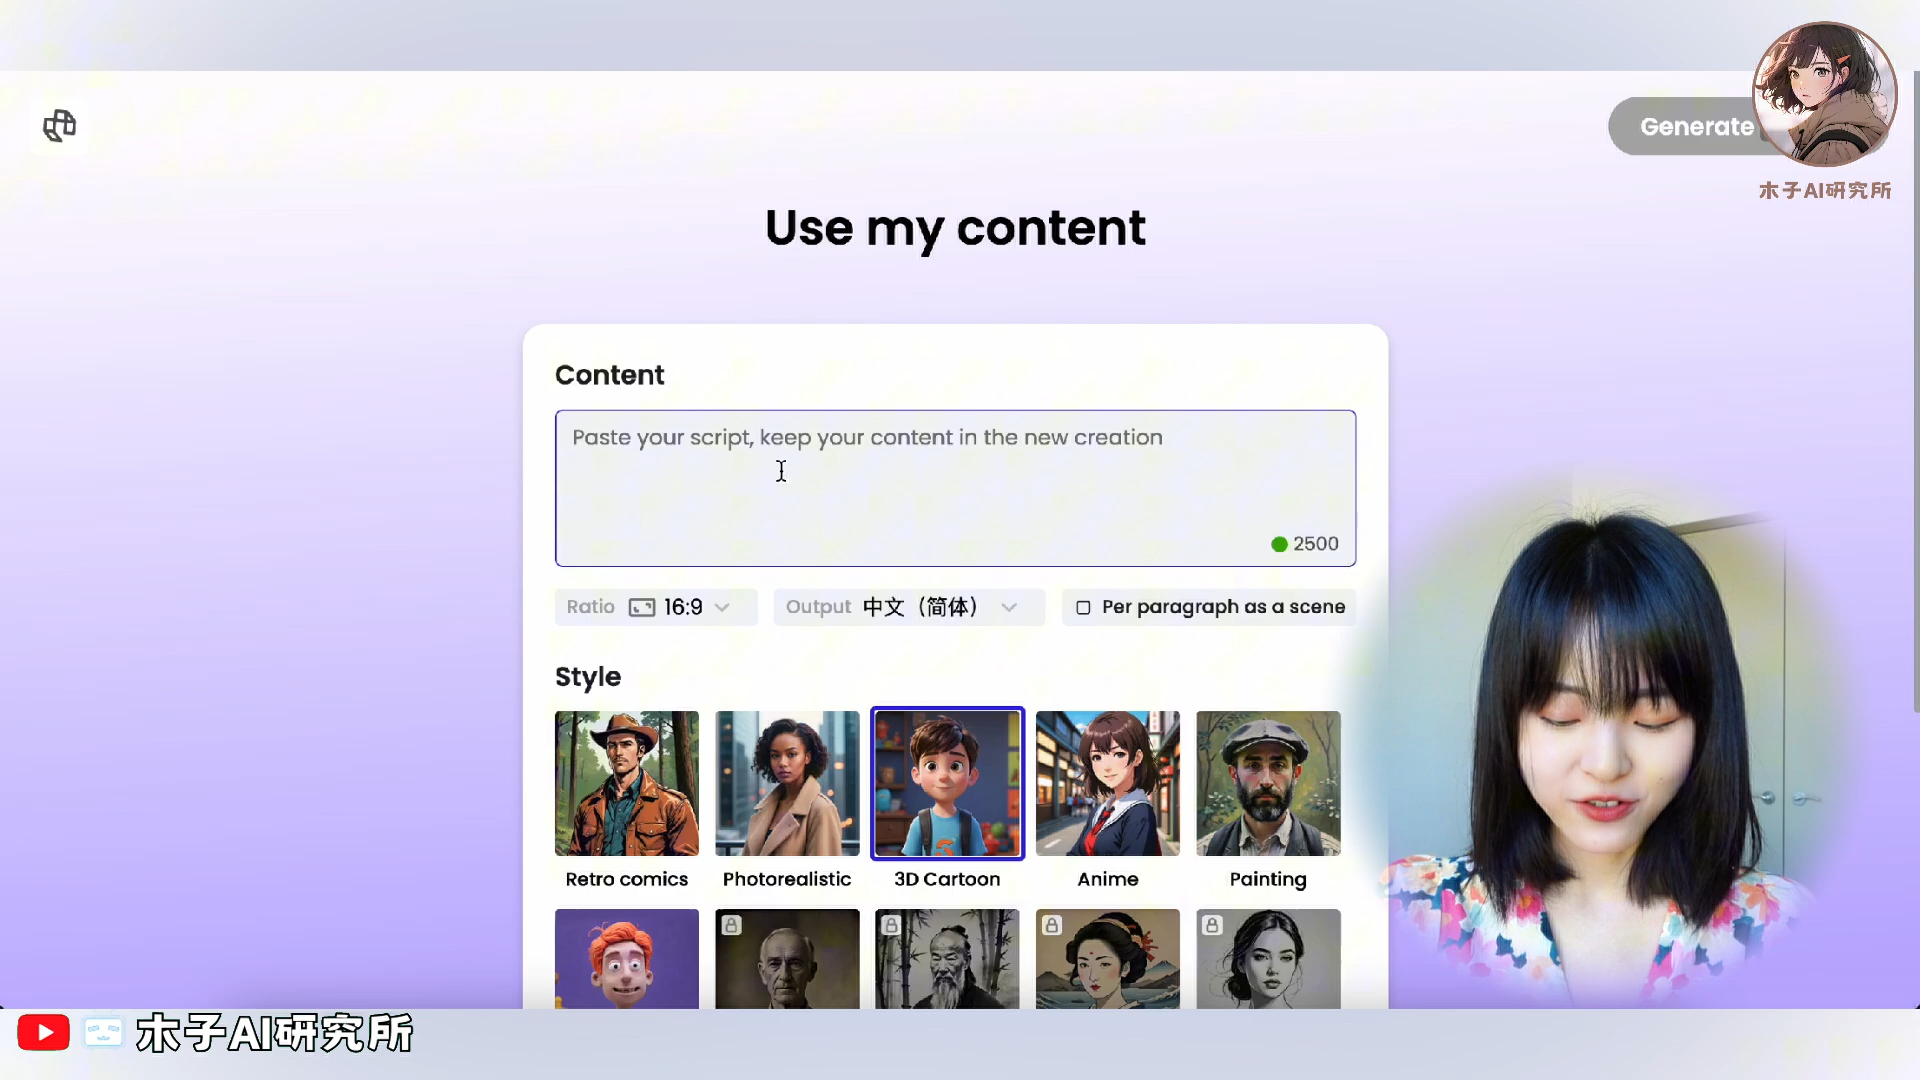 Generate
木子AI研究所
Use my content
Content
Paste your script, keep your content in the new creation
2500
Ratio 16:9 Output 中文（简体） Per paragraph as a scene
Style
Retro comics Photorealistic 3D Cartoon Anime Painting
木子AI研究所